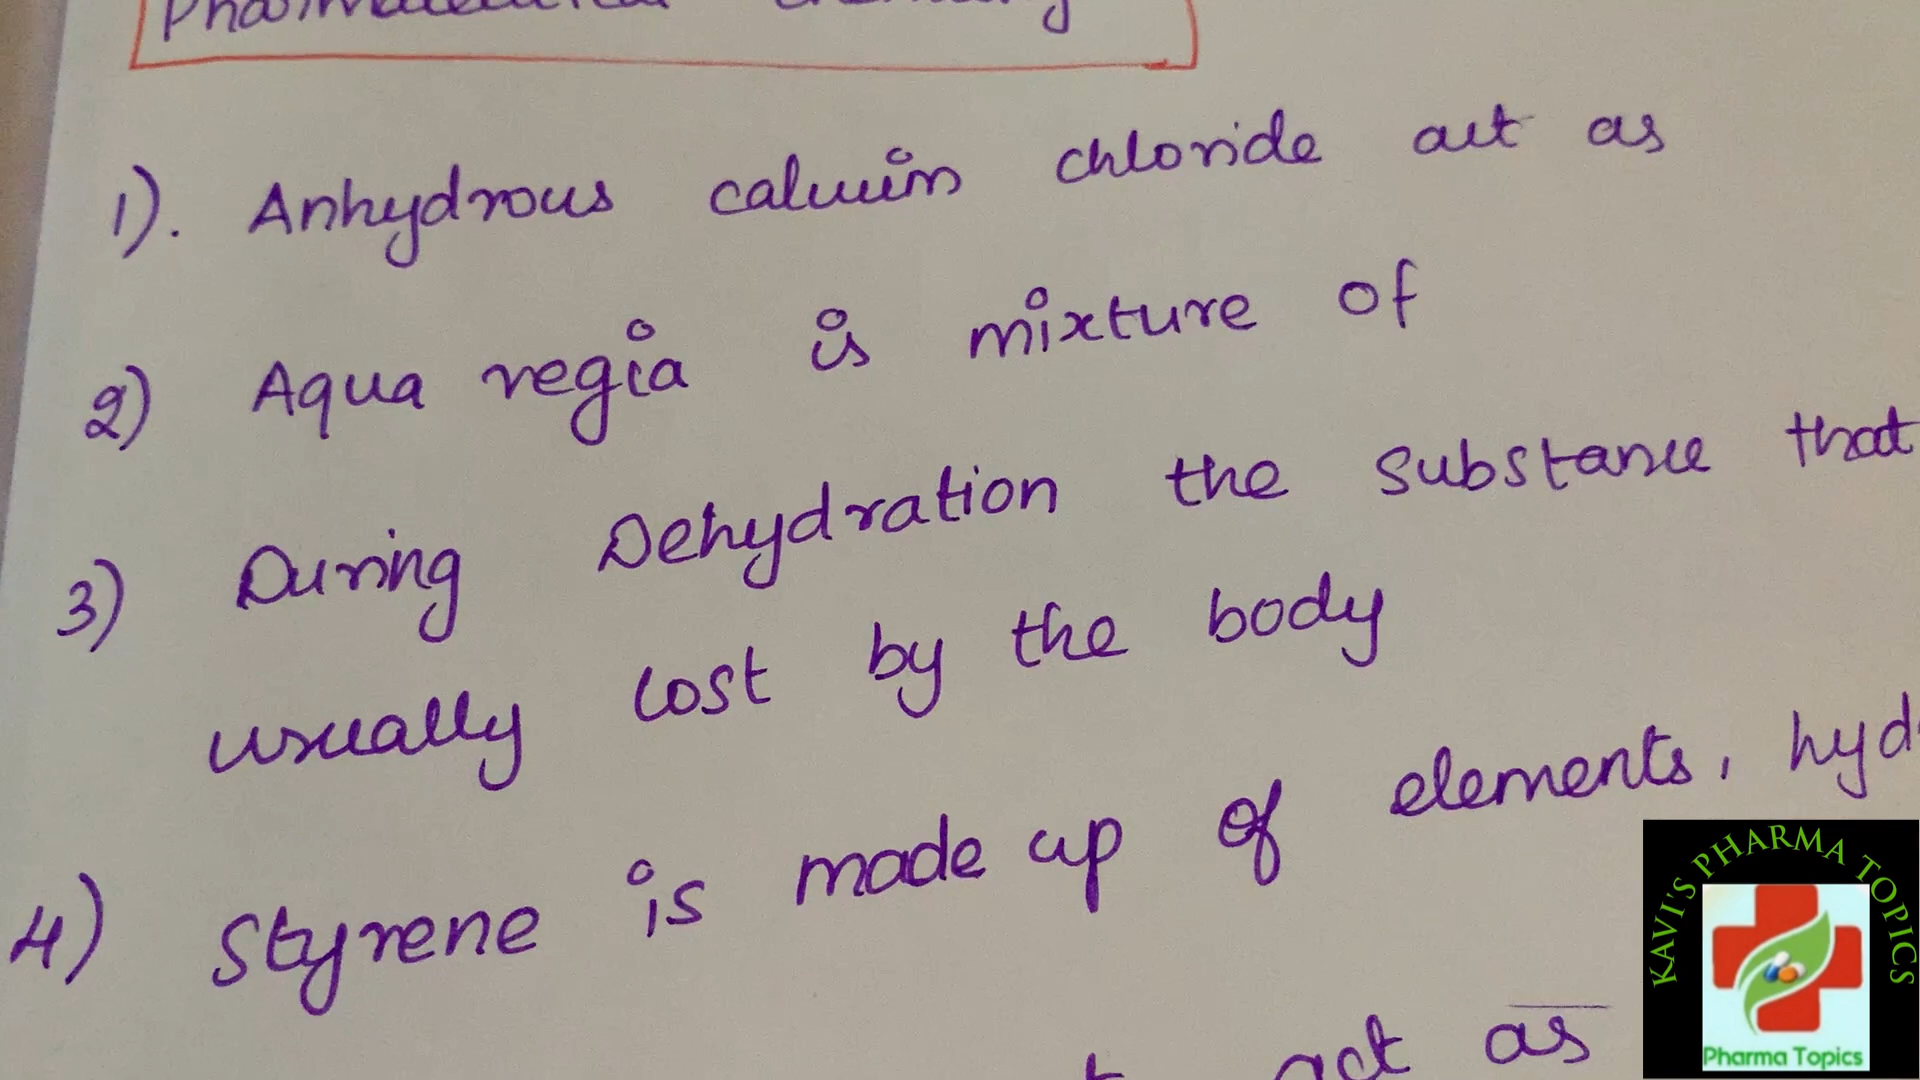 Pharmaceutical chemistry
1). Anhydrous calcium chloride act as
2) Aqua regia is mixture of
3) During Dehydration the substance that
usually lost by the body
4) Styrene is made up of elements, hyd
act as
KAVI'S PHARMA TOPICS
Pharma Topics